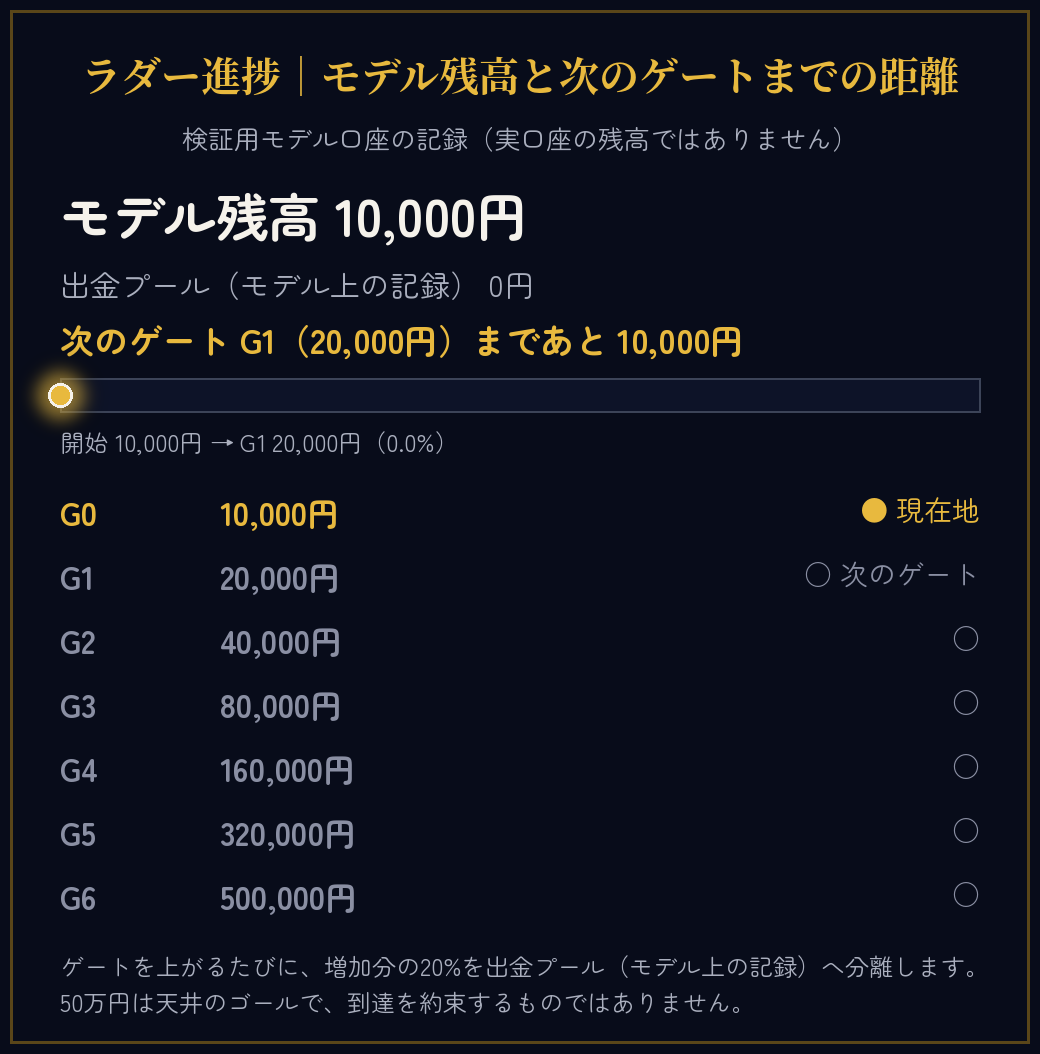 ラダー進捗｜モデル残高と次のゲートまでの距離
検証用モデル口座の記録（実口座の残高ではありません）
モデル残高 10,000円
出金プール（モデル上の記録） 0円
次のゲート G1（20,000円）まであと 10,000円
開始 10,000円 → G1 20,000円（0.0%）
G0 10,000円 ● 現在地
G1 20,000円 ○ 次のゲート
G2 40,000円 ○
G3 80,000円 ○
G4 160,000円 ○
G5 320,000円 ○
G6 500,000円 ○
ゲートを上がるたびに、増加分の20%を出金プール（モデル上の記録）へ分離します。
50万円は天井のゴールで、到達を約束するものではありません。